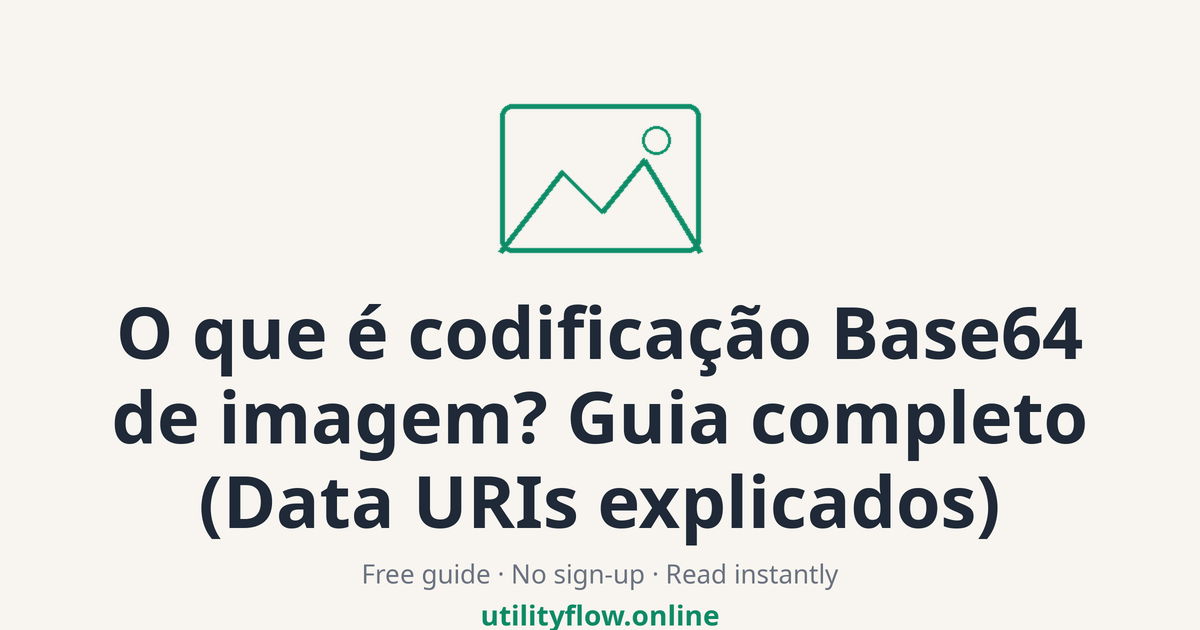 O que é codificação Base64
de imagem? Guia completo
(Data URIs explicados)
Free guide · No sign-up · Read instantly
utilityflow.online